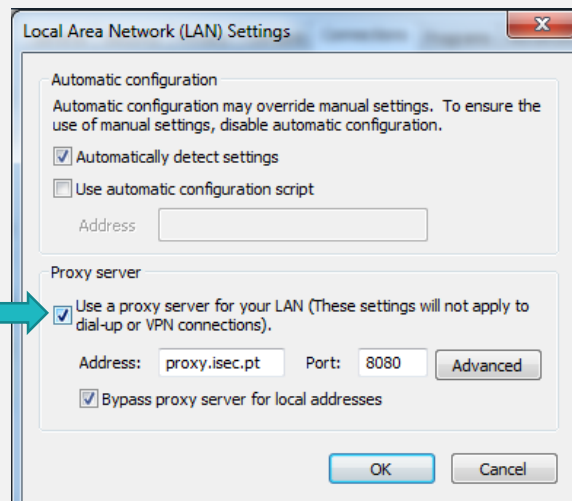 Local Area Network (LAN) Settings
Automatic configuration
Automatic configuration may override manual settings. To ensure the
use of manual settings, disable automatic configuration.
Automatically detect settings
Use automatic configuration script
Address
Proxy server
Use a proxy server for your LAN (These settings will not apply to
dial-up or VPN connections).
Address: proxy.isec.pt Port: 8080 Advanced
Bypass proxy server for local addresses
OK Cancel